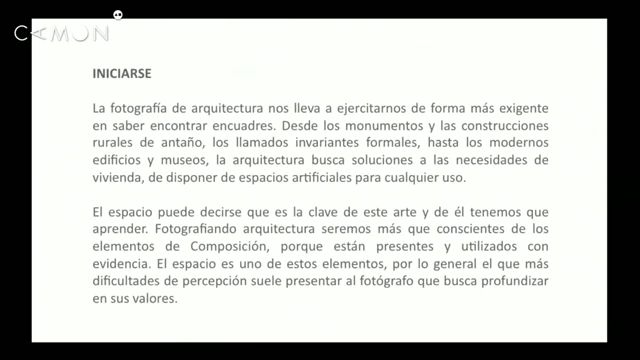 CAMON
INICIARSE
La fotografía de arquitectura nos lleva a ejercitarnos de forma más exigente
en saber encontrar encuadres. Desde los monumentos y las construcciones
rurales de antaño, los llamados invariantes formales, hasta los modernos
edificios y museos, la arquitectura busca soluciones a las necesidades de
vivienda, de disponer de espacios artificiales para cualquier uso.
El espacio puede decirse que es la clave de este arte y de él tenemos que
aprender. Fotografiando arquitectura seremos más que conscientes de los
elementos de Composición, porque están presentes y utilizados con
evidencia. El espacio es uno de estos elementos, por lo general el que más
dificultades de percepción suele presentar al fotógrafo que busca profundizar
en sus valores.